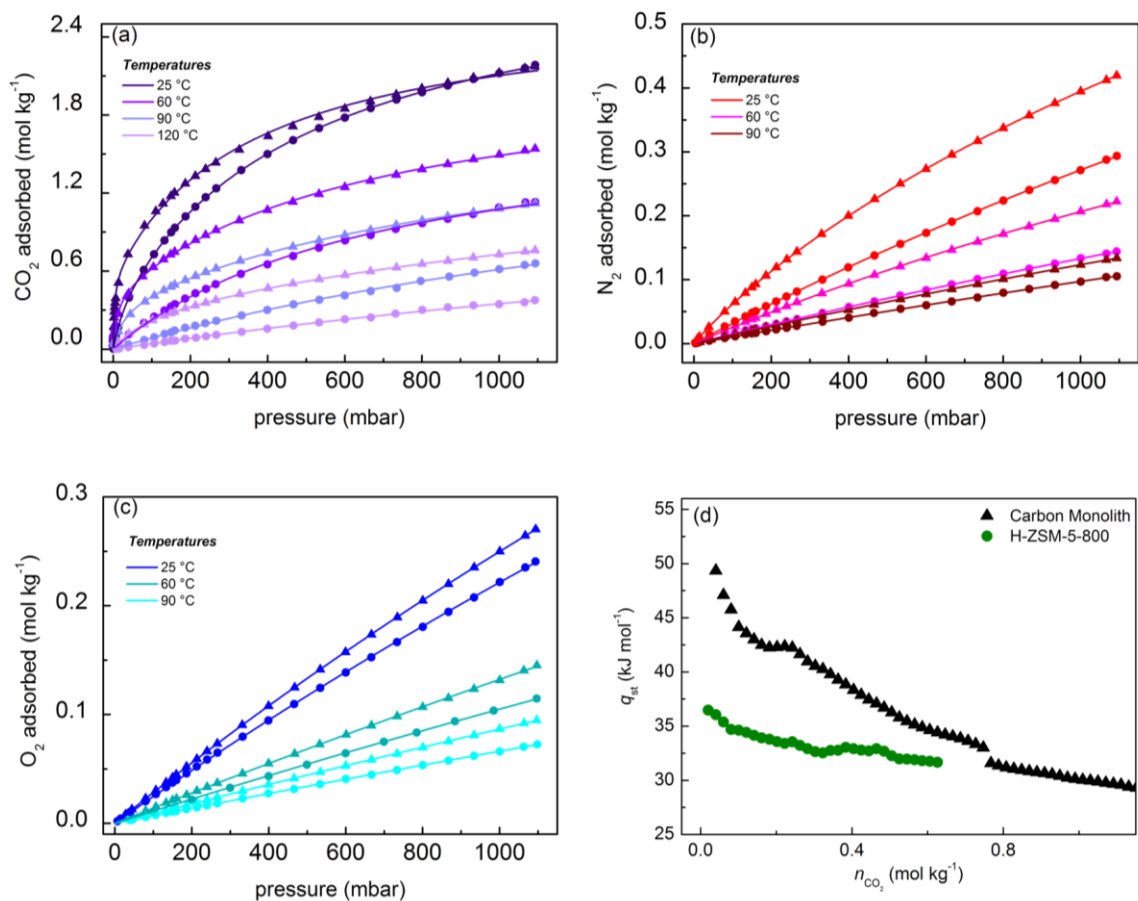 (a)
Temperatures
25 °C
60 °C
90 °C
120 °C
2.4
1.8
1.2
0.6
0.0
CO₂ adsorbed (mol kg⁻¹)
0 200 400 600 800 1000
pressure (mbar)
(b)
Temperatures
25 °C
60 °C
90 °C
0.5
0.4
0.3
0.2
0.1
0.0
N₂ adsorbed (mol kg⁻¹)
0 200 400 600 800 1000
pressure (mbar)
(c)
Temperatures
25 °C
60 °C
90 °C
0.3
0.2
0.1
0.0
O₂ adsorbed (mol kg⁻¹)
0 200 400 600 800 1000
pressure (mbar)
(d)
Carbon Monolith
H-ZSM-5-800
55
50
45
40
35
30
25
qst (kJ mol⁻¹)
0.0 0.4 0.8
nCO₂ (mol kg⁻¹)